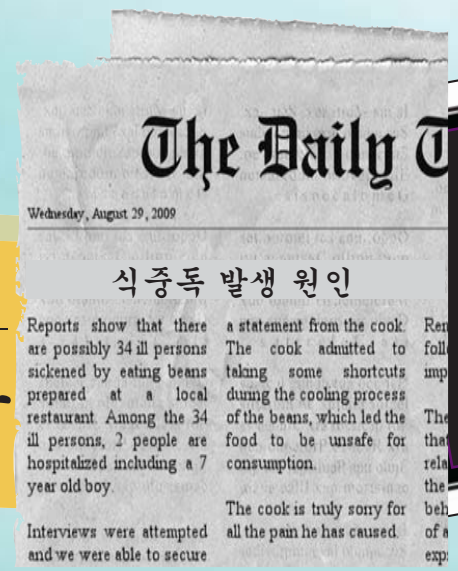 The Daily T
Wednesday, August 29, 2009
식중독 발생 원인
Reports show that there
are possibly 34 ill persons
sickened by eating beans
prepared at a local
restaurant. Among the 34
ill persons, 2 people are
hospitalized including a 7
year old boy.
Interviews were attempted
and we were able to secure
a statement from the cook.
The cook admitted to
taking some shortcuts
during the cooling process
of the beans, which led the
food to be unsafe for
consumption.
The cook is truly sorry for
all the pain he has caused.
The
that
the
of a